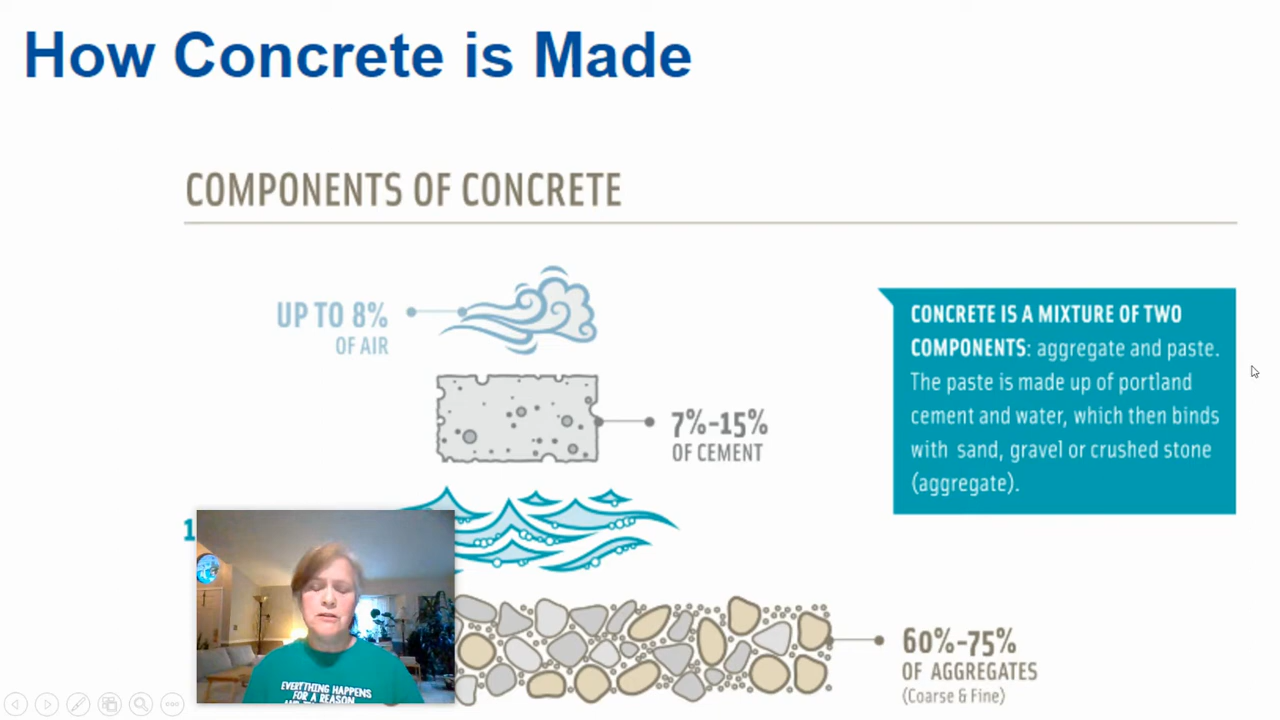 How Concrete is Made
COMPONENTS OF CONCRETE
UP TO 8%
OF AIR
7%-15%
OF CEMENT
CONCRETE IS A MIXTURE OF TWO
COMPONENTS: aggregate and paste.
The paste is made up of portland
cement and water, which then binds
with sand, gravel or crushed stone
(aggregate).
1
60%-75%
OF AGGREGATES
(Coarse & Fine)
EVERYTHING HAPPENS
FOR A REASON